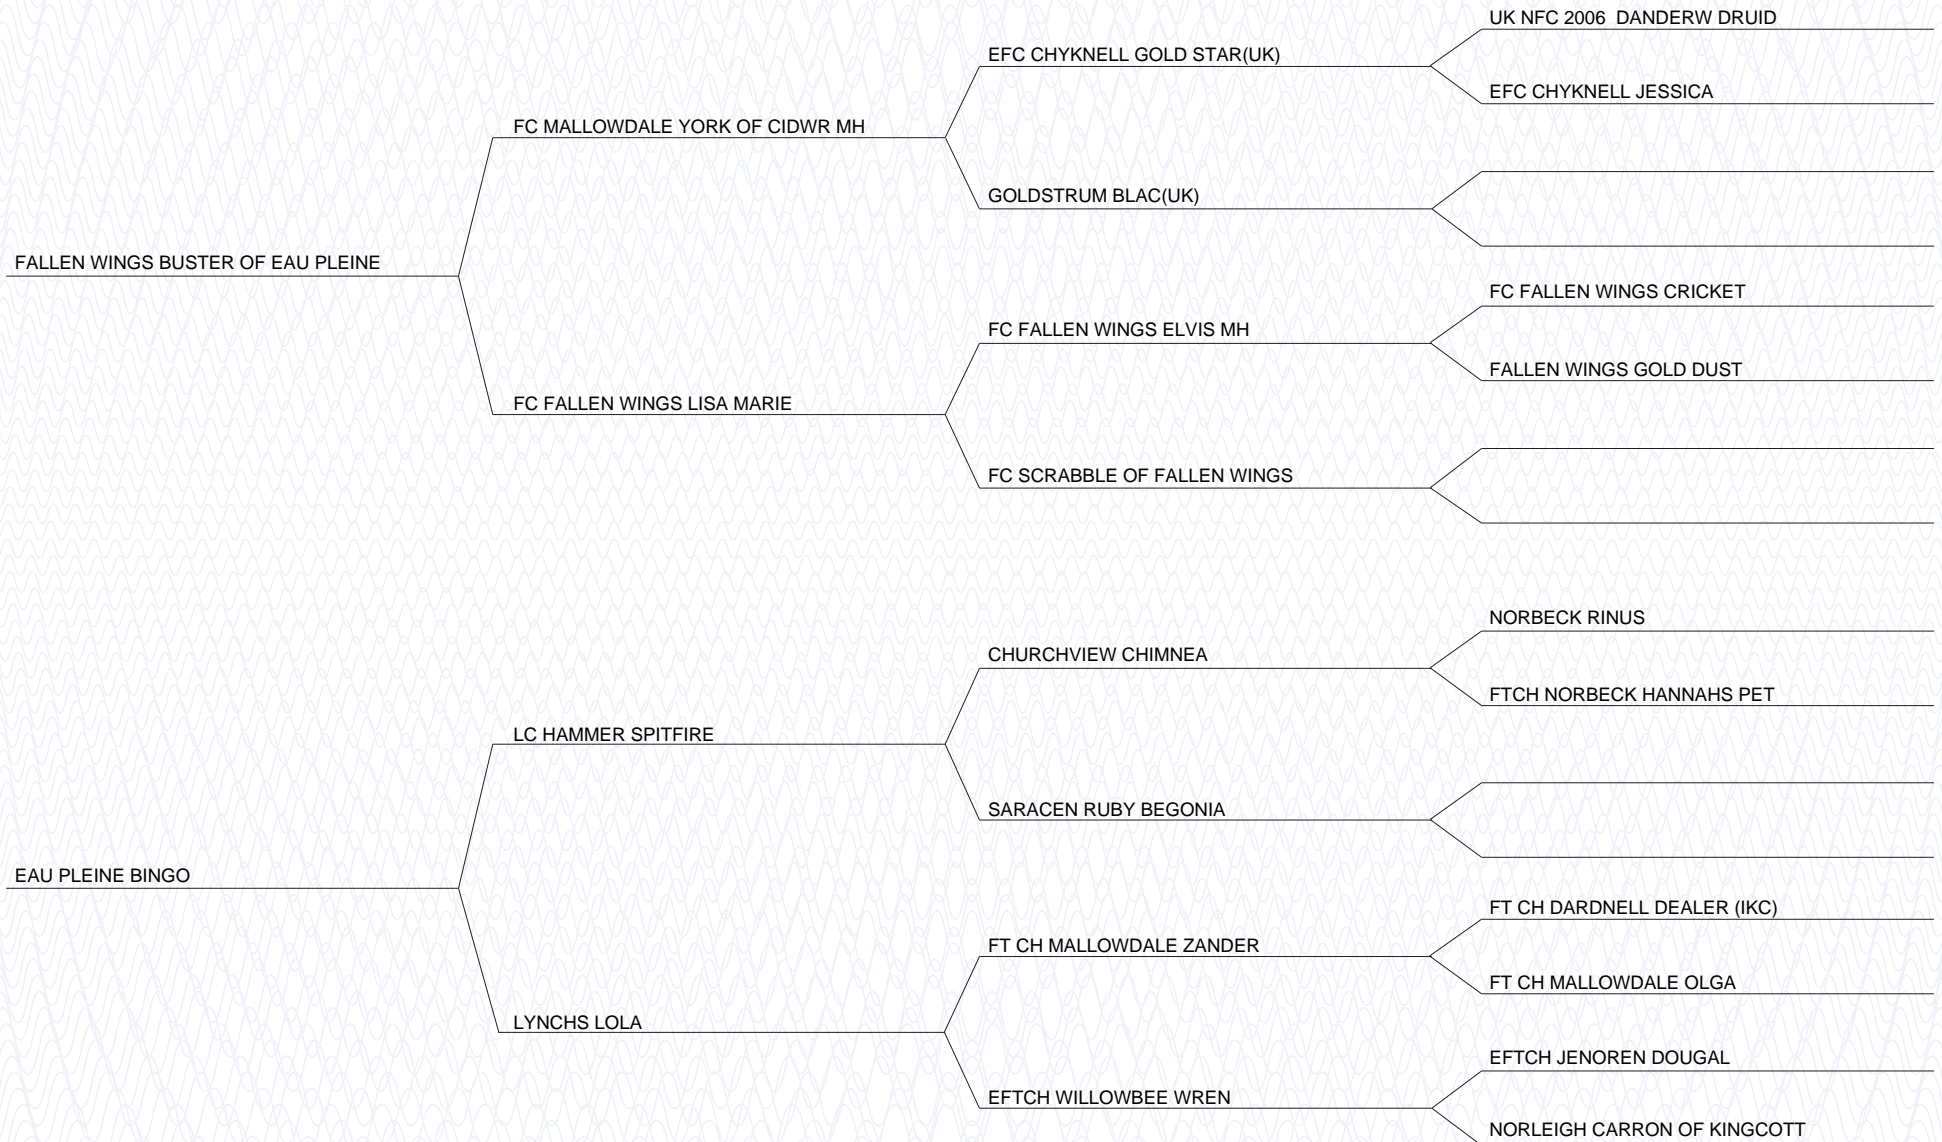 UK NFC 2006  DANDERW DRUID
EFC CHYKNELL GOLD STAR(UK)
EFC CHYKNELL JESSICA
FC MALLOWDALE YORK OF CIDWR MH
GOLDSTRUM BLAC(UK)
FALLEN WINGS BUSTER OF EAU PLEINE
FC FALLEN WINGS CRICKET
FC FALLEN WINGS ELVIS MH
FALLEN WINGS GOLD DUST
FC FALLEN WINGS LISA MARIE
FC SCRABBLE OF FALLEN WINGS
NORBECK RINUS
CHURCHVIEW CHIMNEA
FTCH NORBECK HANNAHS PET
LC HAMMER SPITFIRE
SARACEN RUBY BEGONIA
EAU PLEINE BINGO
FT CH DARDNELL DEALER (IKC)
FT CH MALLOWDALE ZANDER
FT CH MALLOWDALE OLGA
LYNCHS LOLA
EFTCH JENOREN DOUGAL
EFTCH WILLOWBEE WREN
NORLEIGH CARRON OF KINGCOTT